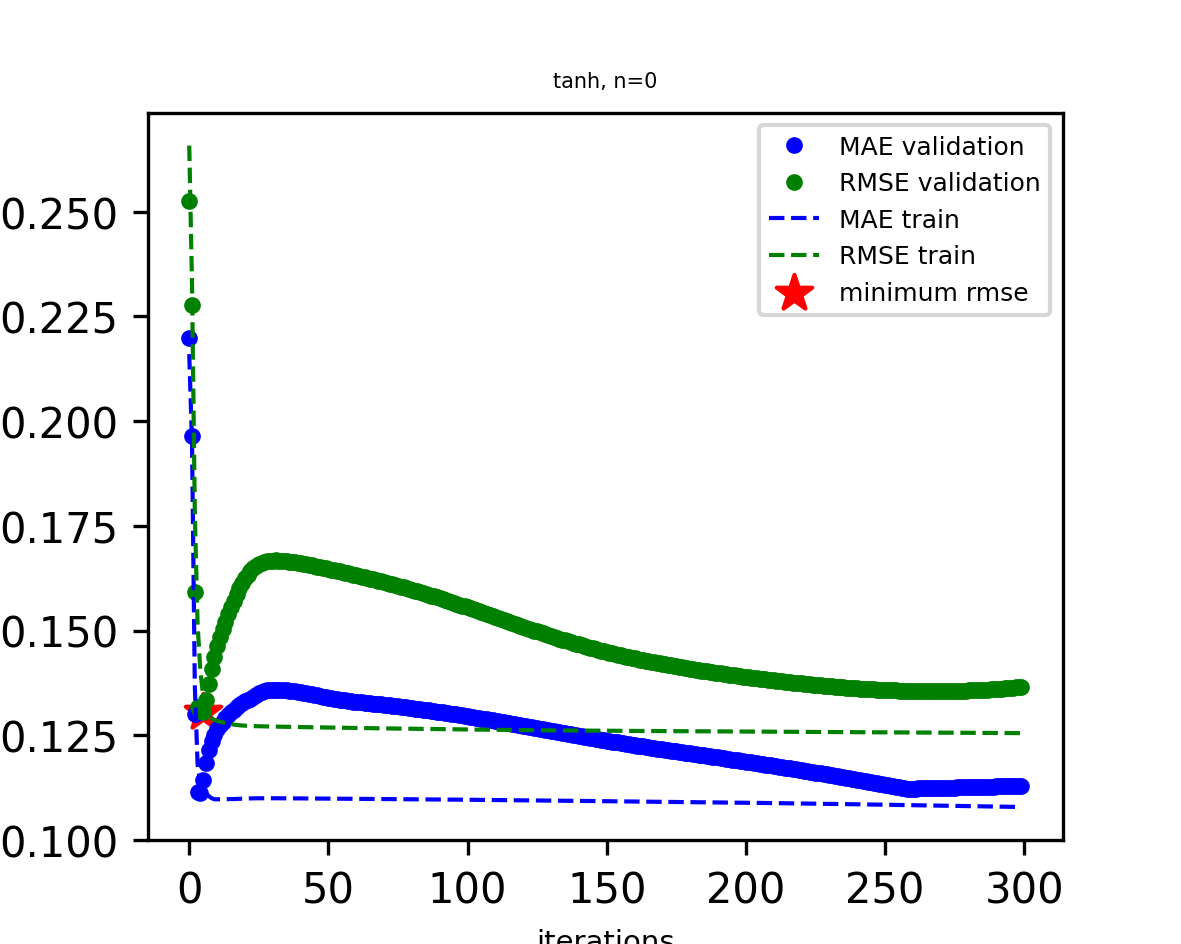 tanh, n=0
MAE validation
RMSE validation
MAE train
RMSE train
minimum rmse
0.250
0.225
0.200
0.175
0.150
0.125
0.100
0 50 100 150 200 250 300
iterations